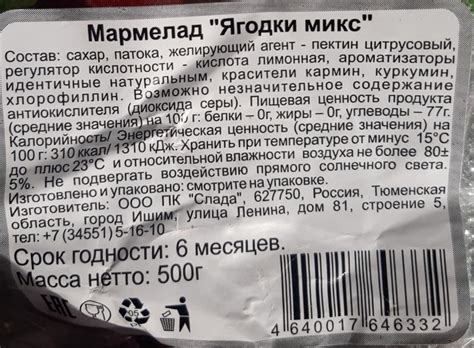 Мармелад "Ягодки микс"
Состав: сахар, патока, желирующий агент - пектин цитрусовый,
регулятор кислотности - кислота лимонная, ароматизаторы
идентичные натуральным, красители кармин, куркумин,
хлорофиллин. Возможно незначительное содержание
антиокислителя (диоксида серы). Пищевая ценность продукта
(средние значения) на 100 г: белки – 0г, жиры – 0г, углеводы – 77г.
Калорийность/ Энергетическая ценность (средние значения) на
100 г: 310 ккал/ 1310 кДж. Хранить при температуре от минус 15°С
до плюс 23°С и относительной влажности воздуха не более 80±
5%. Не подвергать воздействию прямого солнечного света.
Изготовлено и упаковано: смотрите на упаковке.
Изготовитель: ООО ПК "Слада", 627750, Россия, Тюменская
область, город Ишим, улица Ленина, дом 81, строение 5,
тел: +7 (34551) 5-16-10
Срок годности: 6 месяцев.
Масса нетто: 500г
EAC
05
4 640017 646332